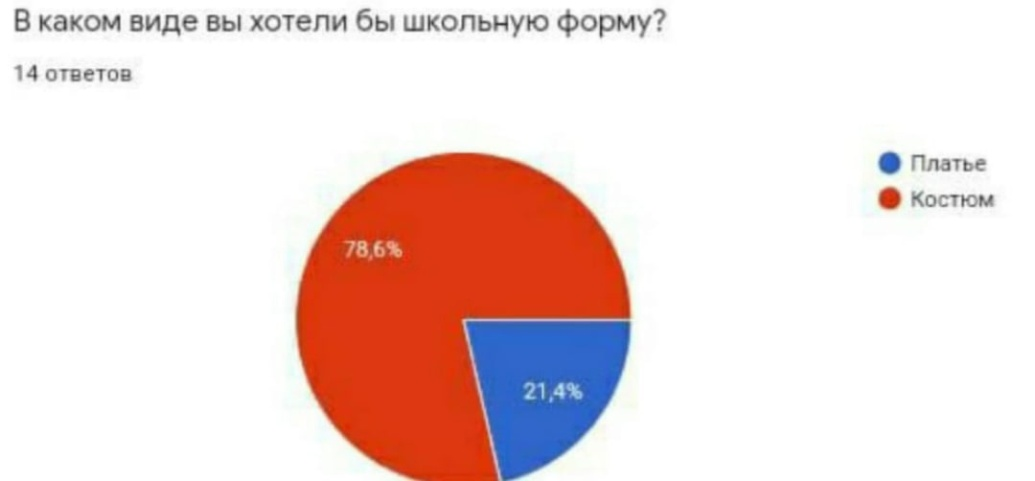 В каком виде вы хотели бы школьную форму?
14 ответов
Платье
Костюм
78,6%
21,4%